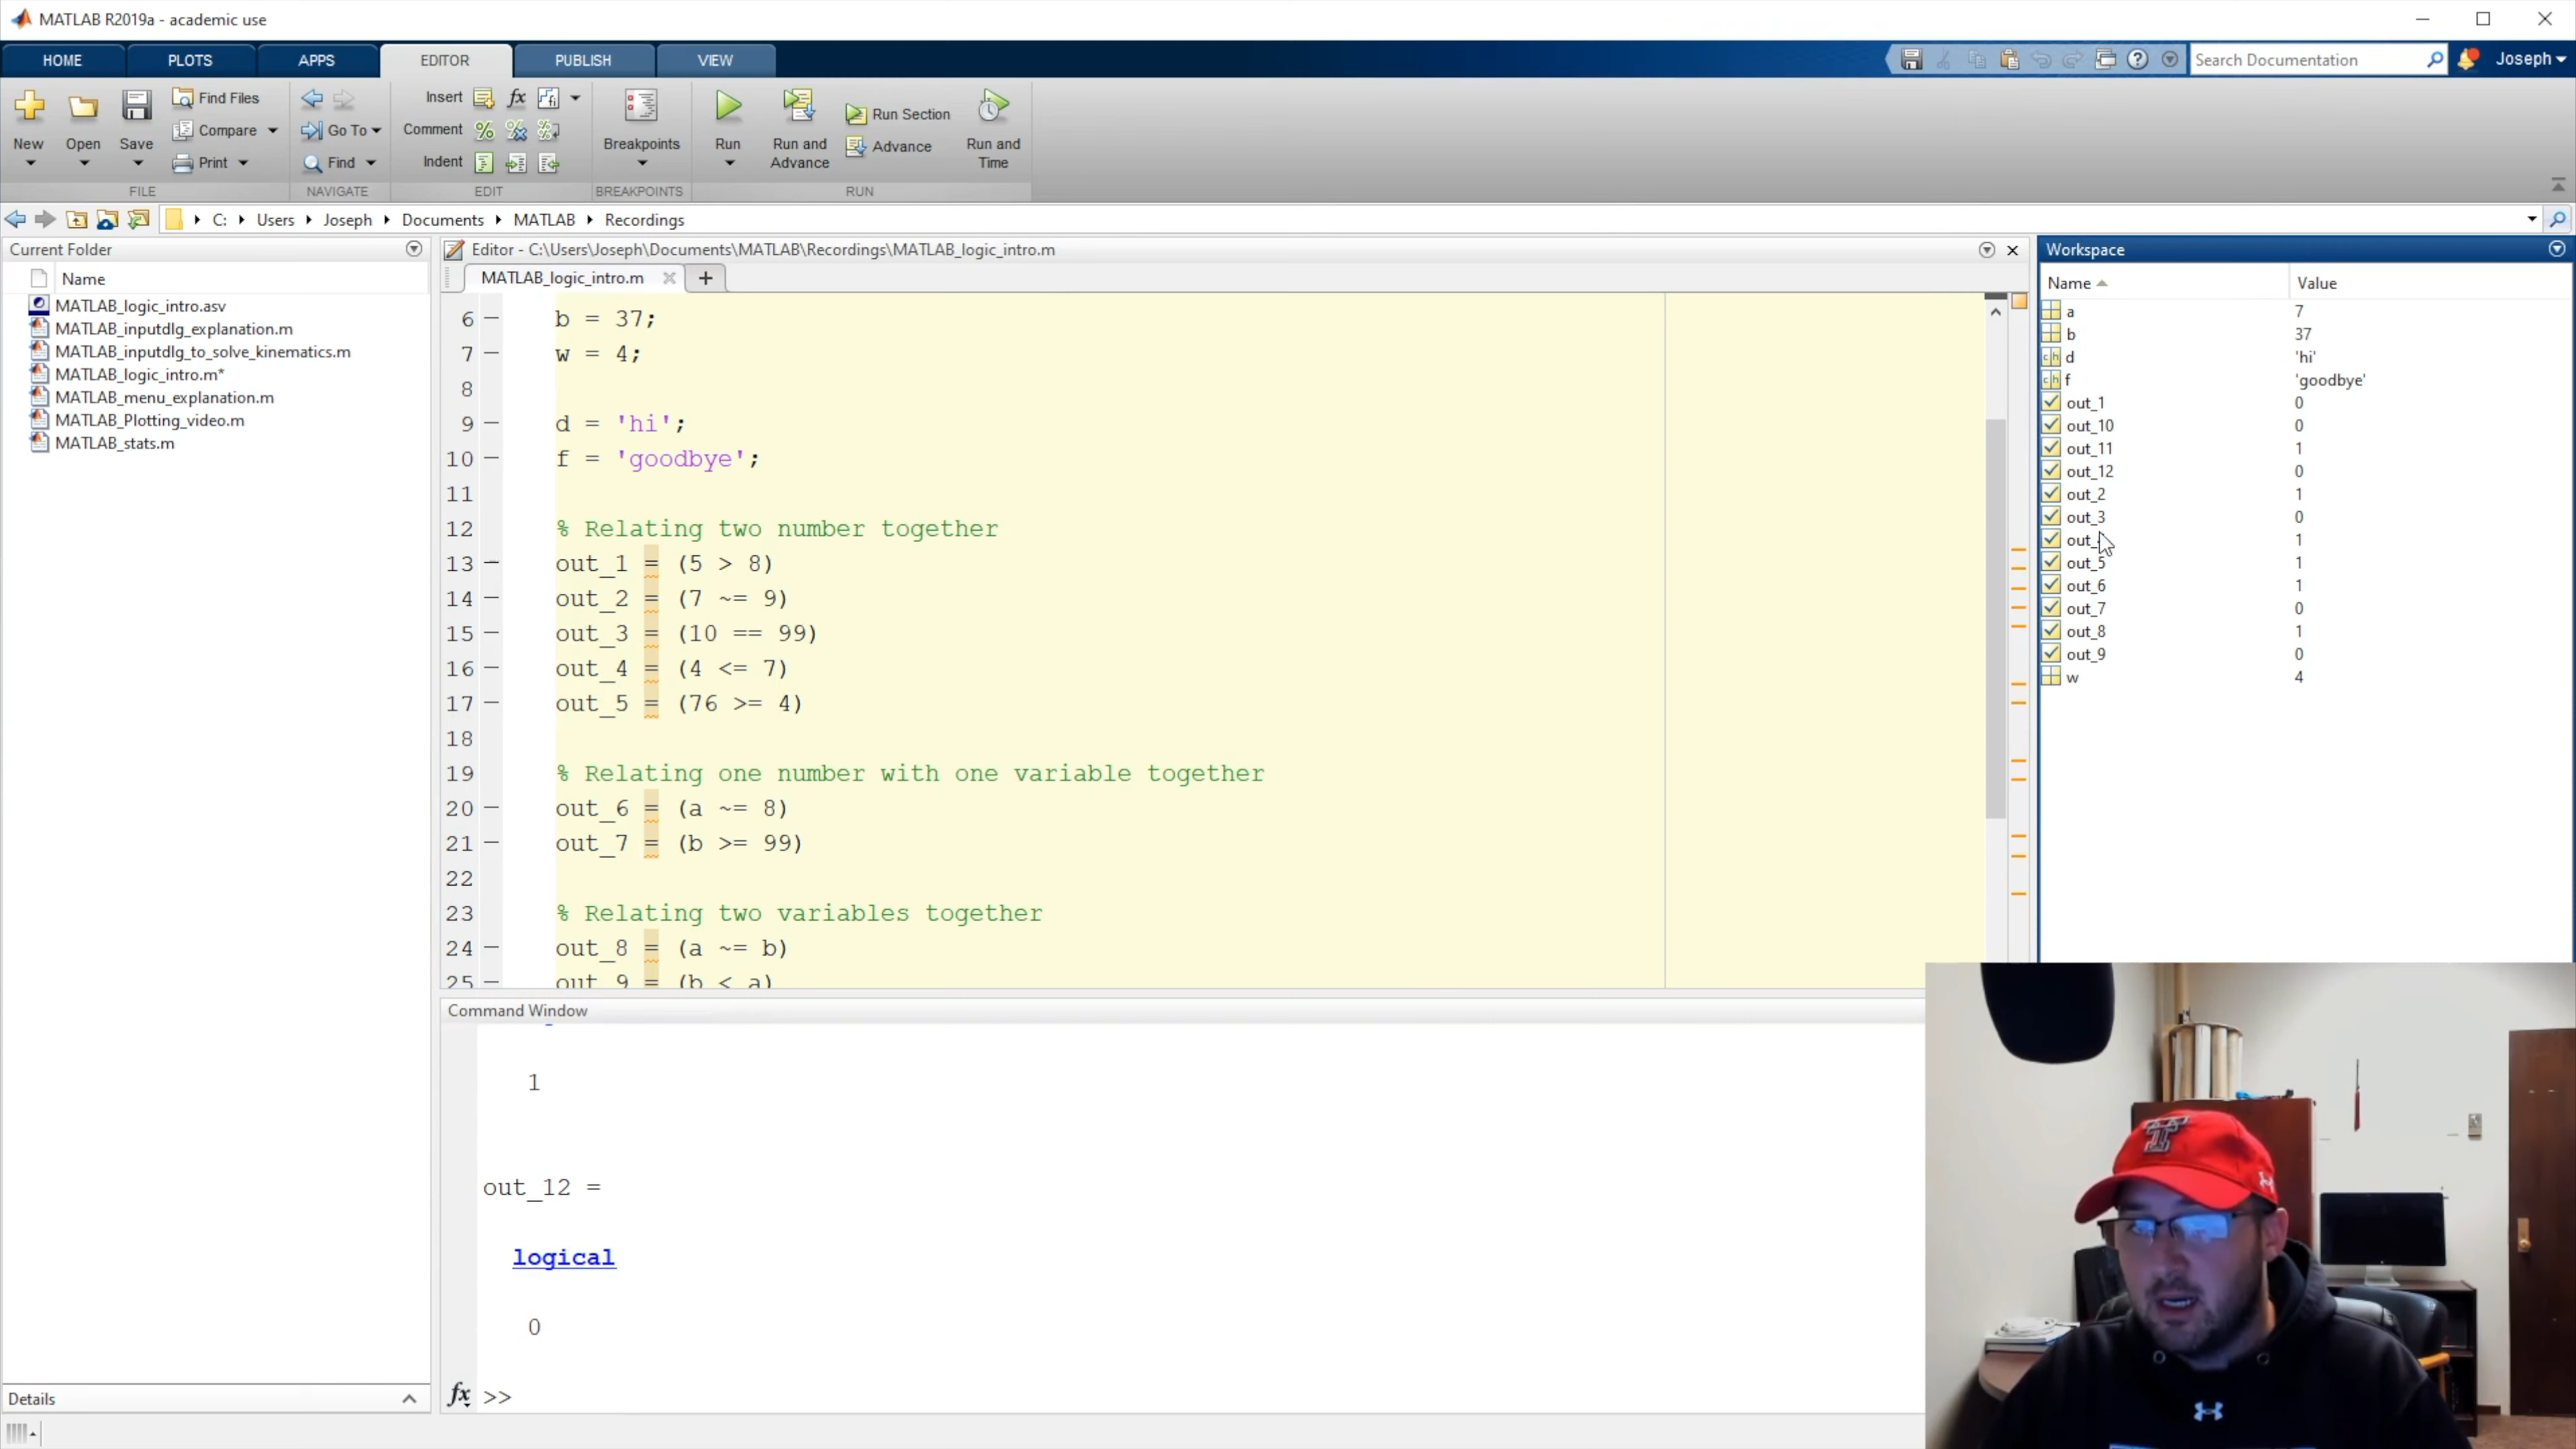 MATLAB R2019a - academic use
HOME PLOTS APPS EDITOR PUBLISH VIEW
Search Documentation
Joseph
New
Open
Save
Find Files
Compare
Print
FILE
Go To
Find
NAVIGATE
Insert
Comment
Indent
EDIT
Breakpoints
BREAKPOINTS
Run
Run and Advance
Run Section
Advance
Run and Time
RUN
C: Users Joseph Documents MATLAB Recordings
Current Folder
Name
MATLAB_logic_intro.asv
MATLAB_inputdlg_explanation.m
MATLAB_inputdlg_to_solve_kinematics.m
MATLAB_logic_intro.m*
MATLAB_menu_explanation.m
MATLAB_Plotting_video.m
MATLAB_stats.m
Details
Editor - C:\Users\Joseph\Documents\MATLAB\Recordings\MATLAB_logic_intro.m
MATLAB_logic_intro.m
6 b = 37;
7 w = 4;
8
9 d = 'hi';
10 f = 'goodbye';
11
12 % Relating two number together
13 out_1 = (5 > 8)
14 out_2 = (7 ~= 9)
15 out_3 = (10 == 99)
16 out_4 = (4 <= 7)
17 out_5 = (76 >= 4)
18
19 % Relating one number with one variable together
20 out_6 = (a ~= 8)
21 out_7 = (b >= 99)
22
23 % Relating two variables together
24 out_8 = (a ~= b)
25 out_9 = (b < a)
Command Window
1
out_12 =
logical
0
fx >>
Workspace
Name Value
a 7
b 37
d 'hi'
f 'goodbye'
out_1 0
out_10 0
out_11 1
out_12 0
out_2 1
out_3 0
out_ 1
out_5 1
out_6 1
out_7 0
out_8 1
out_9 0
w 4